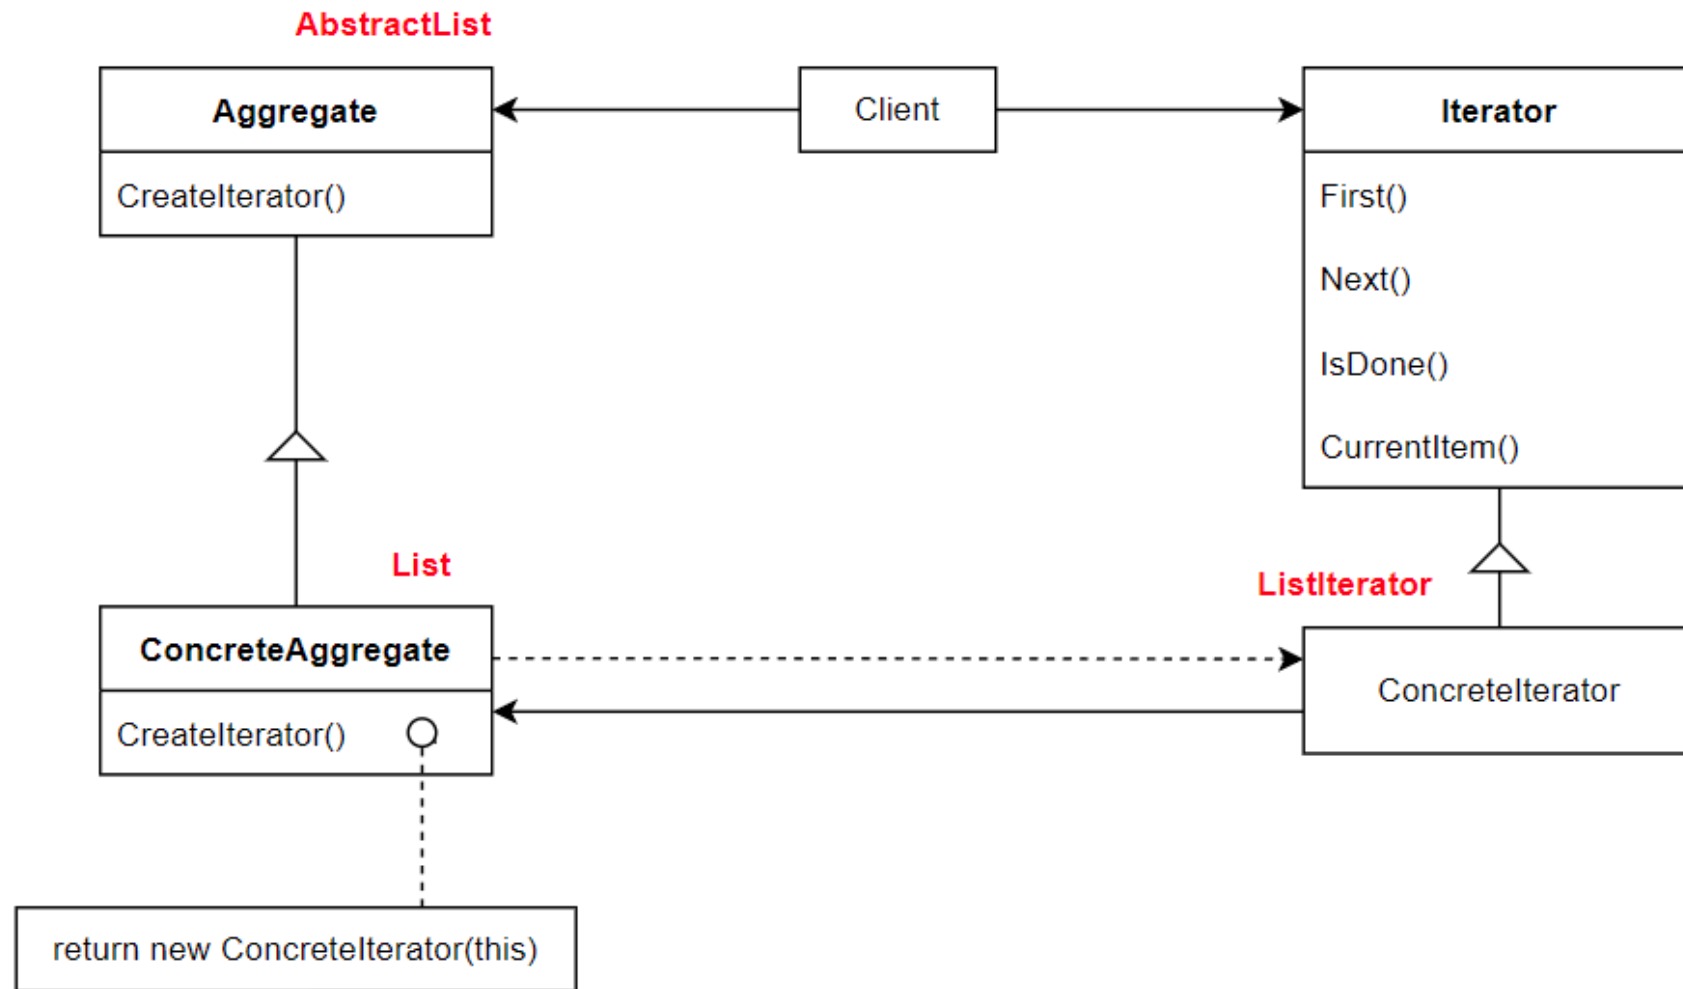 AbstractList
Aggregate
CreateIterator()
Client
Iterator
First()
Next()
IsDone()
CurrentItem()
List
ConcreteAggregate
CreateIterator()
ListIterator
ConcreteIterator
return new ConcreteIterator(this)